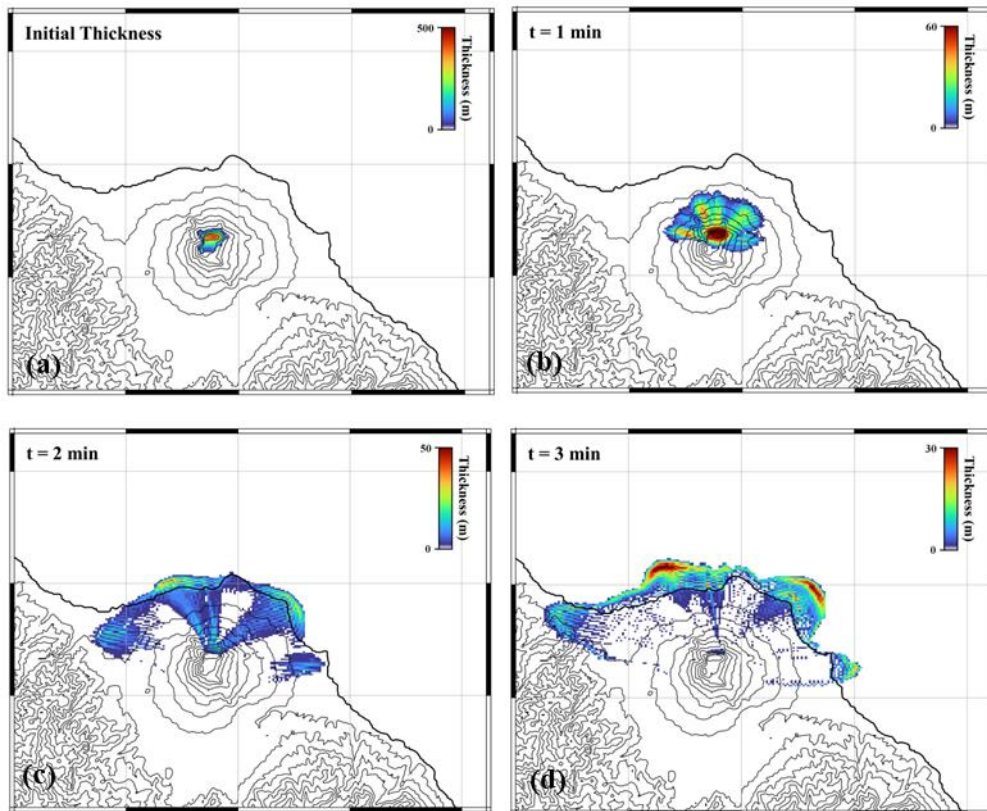 Initial Thickness
500
0
Thickness (m)
(a)
t = 1 min
60
0
Thickness (m)
(b)
t = 2 min
50
0
Thickness (m)
(c)
t = 3 min
30
0
Thickness (m)
(d)